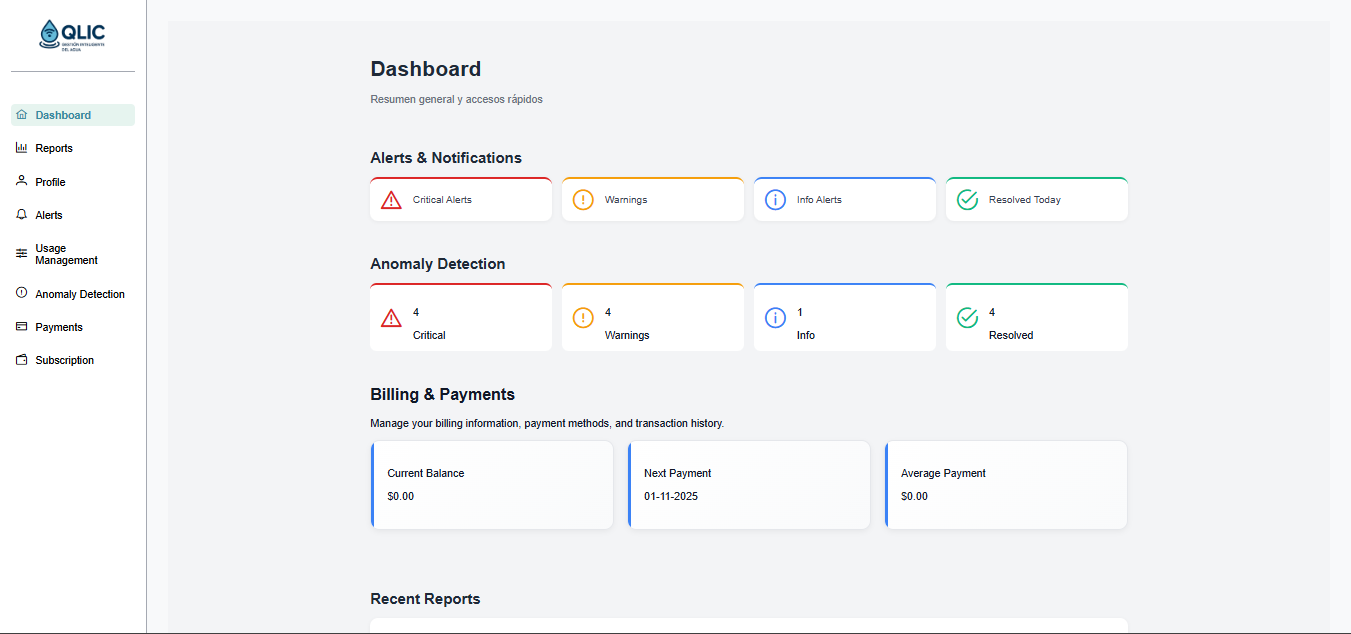 QLIC
GESTIÓN INTELIGENTE
DEL AGUA
Dashboard
Reports
Profile
Alerts
Usage
Management
Anomaly Detection
Payments
Subscription
Dashboard
Resumen general y accesos rápidos
Alerts & Notifications
Critical Alerts
Warnings
Info Alerts
Resolved Today
Anomaly Detection
4
Critical
4
Warnings
1
Info
4
Resolved
Billing & Payments
Manage your billing information, payment methods, and transaction history.
Current Balance
$0.00
Next Payment
01-11-2025
Average Payment
$0.00
Recent Reports